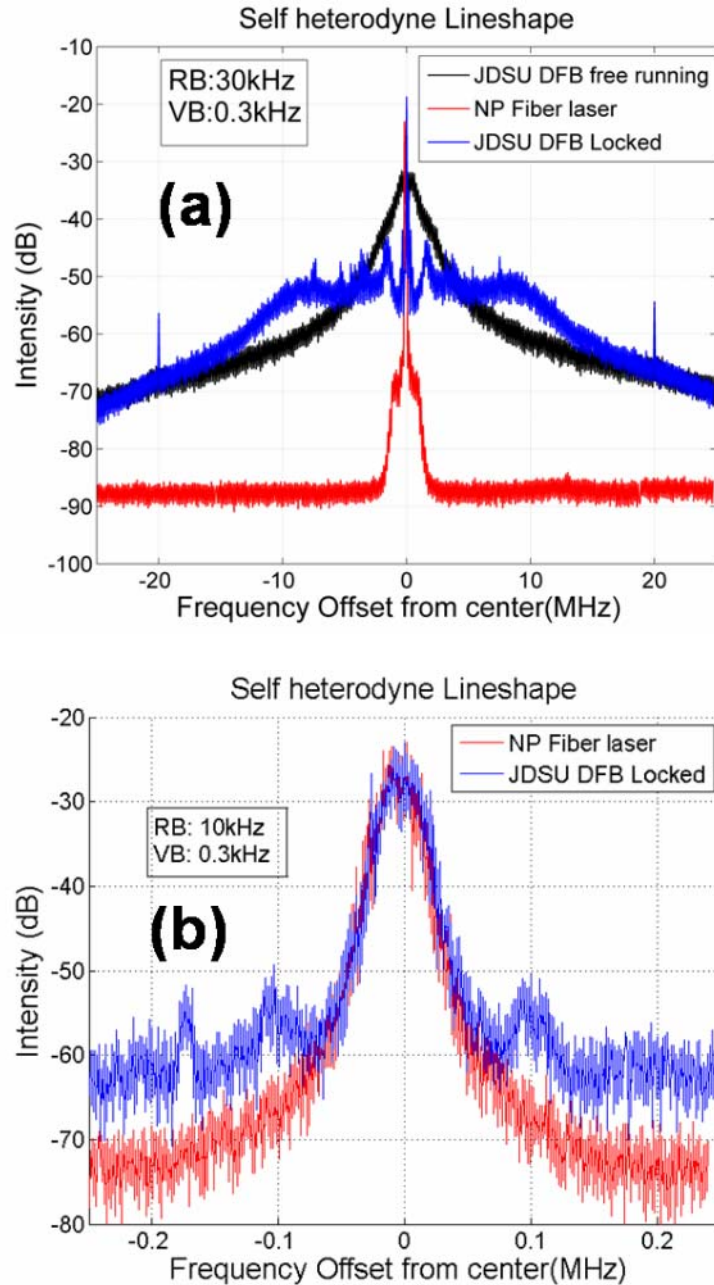 Self heterodyne Lineshape
-10
-20
-30
-40
-50
-60
-70
-80
-90
-100
Intensity (dB)
RB:30kHz
VB:0.3kHz
(a)
JDSU DFB free running
NP Fiber laser
JDSU DFB Locked
-20
-10
0
10
20
Frequency Offset from center(MHz)
Self heterodyne Lineshape
-20
-30
-40
-50
-60
-70
-80
Intensity (dB)
RB: 10kHz
VB: 0.3kHz
(b)
NP Fiber laser
JDSU DFB Locked
-0.2
-0.1
0
0.1
0.2
Frequency Offset from center(MHz)